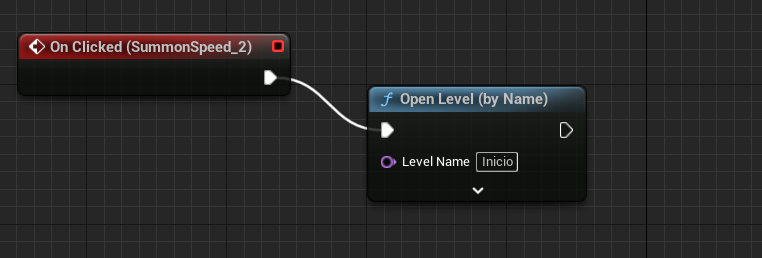 On Clicked (SummonSpeed_2)
Open Level (by Name)
Level Name Inicio